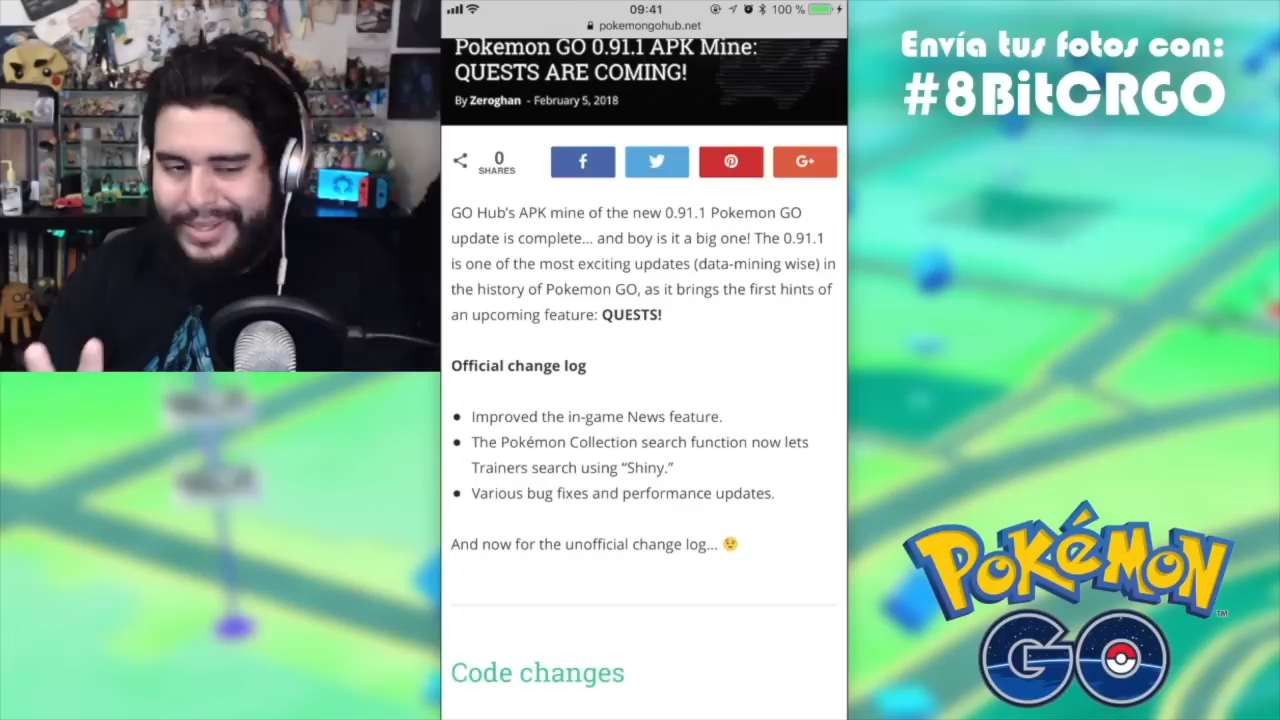 09:41
100 %
pokemongohub.net
Pokemon GO 0.91.1 APK Mine:
QUESTS ARE COMING!
By Zeroghan - February 5, 2018
0
SHARES
G+
GO Hub's APK mine of the new 0.91.1 Pokemon GO
update is complete… and boy is it a big one! The 0.91.1
is one of the most exciting updates (data-mining wise) in
the history of Pokemon GO, as it brings the first hints of
an upcoming feature: QUESTS!
Official change log
● Improved the in-game News feature.
● The Pokémon Collection search function now lets
Trainers search using “Shiny.”
● Various bug fixes and performance updates.
And now for the unofficial change log… 😉
Code changes
Envía tus fotos con:
#8BitCRGO
POKÉMON
TM
GO